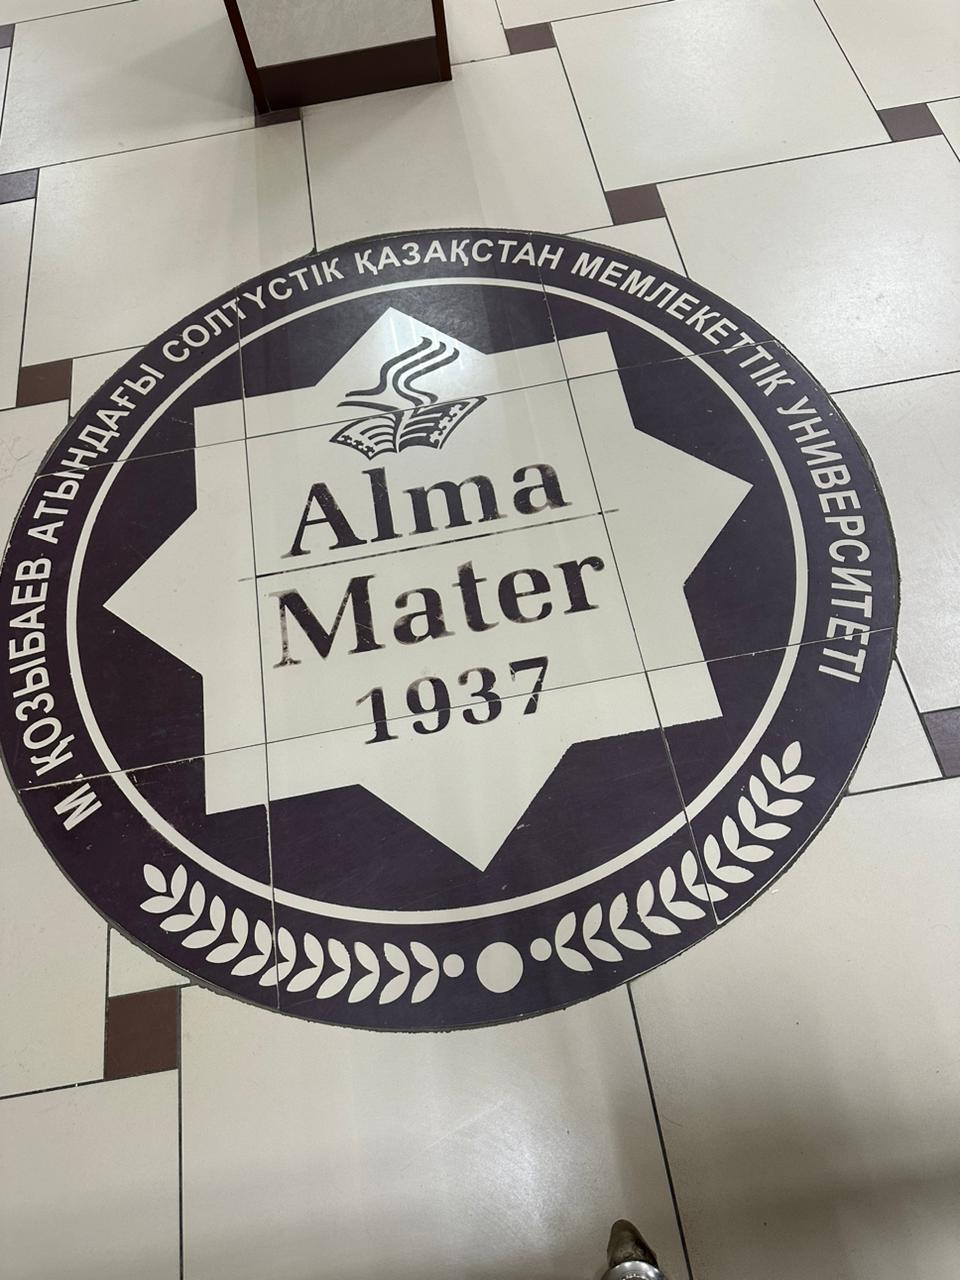 М. ҚОЗЫБАЕВ АТЫНДАҒЫ СОЛТҮСТІК ҚАЗАҚСТАН МЕМЛЕКЕТТІК УНИВЕРСИТЕТІ
Alma
Mater
1937